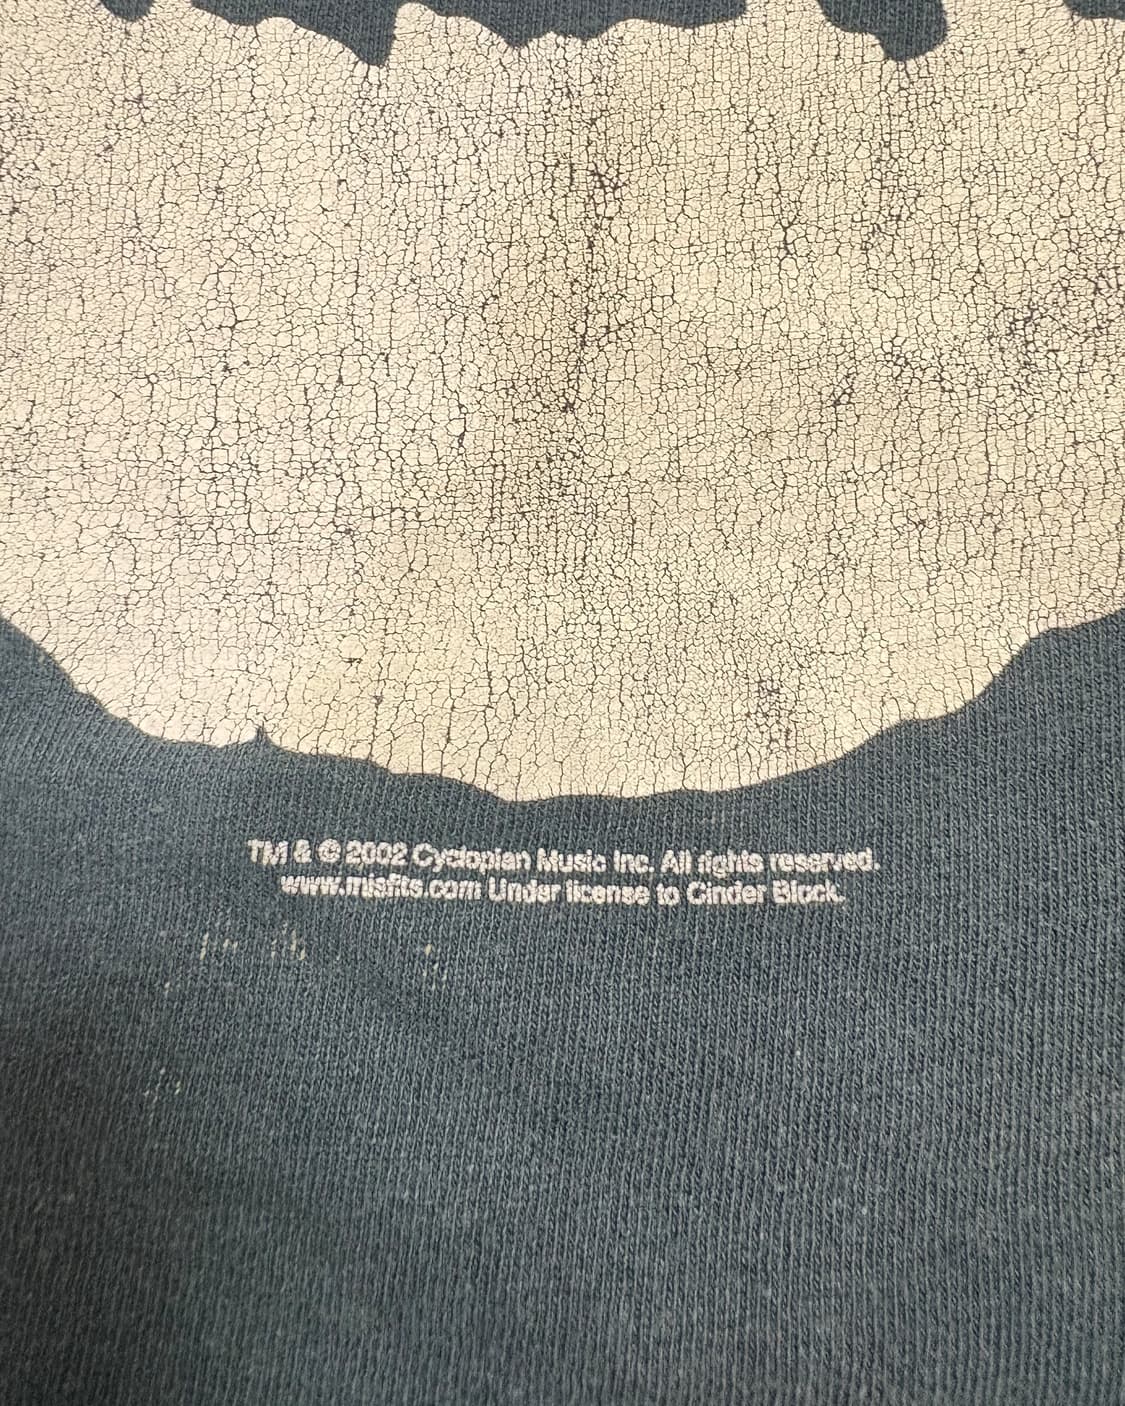 TM & © 2002 Cyclopian Music Inc. All rights reserved.
www.misfits.com Under license to Cinder Block.